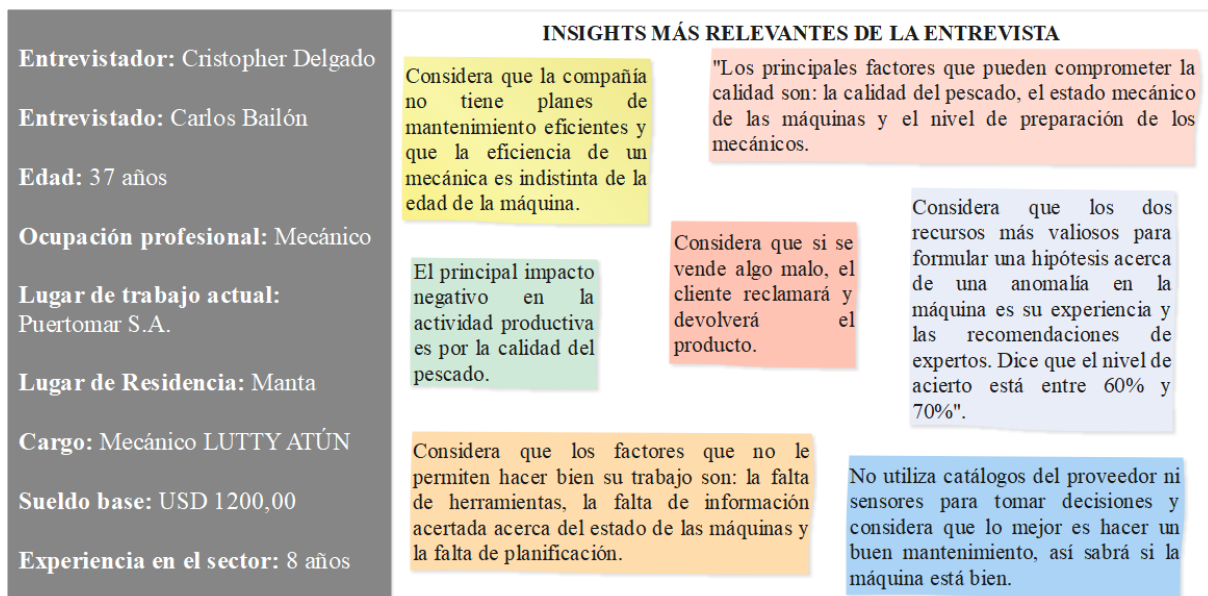 Entrevistador: Cristopher Delgado
Entrevistado: Carlos Bailón
Edad: 37 años
Ocupación profesional: Mecánico
Lugar de trabajo actual:
Puertomar S.A.
Lugar de Residencia: Manta
Cargo: Mecánico LUTTY ATÚN
Sueldo base: USD 1200,00
Experiencia en el sector: 8 años
INSIGHTS MÁS RELEVANTES DE LA ENTREVISTA
Considera que la compañía
no tiene planes de
mantenimiento eficientes y
que la eficiencia de un
mecánica es indistinta de la
edad de la máquina.
"Los principales factores que pueden comprometer la
calidad son: la calidad del pescado, el estado mecánico
de las máquinas y el nivel de preparación de los
mecánicos.
El principal impacto
negativo en la
actividad productiva
es por la calidad del
pescado.
Considera que si se
vende algo malo, el
cliente reclamará y
devolverá el
producto.
Considera que los dos
recursos más valiosos para
formular una hipótesis acerca
de una anomalía en la
máquina es su experiencia y
las recomendaciones de
expertos. Dice que el nivel de
acierto está entre 60% y
70%".
Considera que los factores que no le
permiten hacer bien su trabajo son: la falta
de herramientas, la falta de información
acertada acerca del estado de las máquinas y
la falta de planificación.
No utiliza catálogos del proveedor ni
sensores para tomar decisiones y
considera que lo mejor es hacer un
buen mantenimiento, así sabrá si la
máquina está bien.